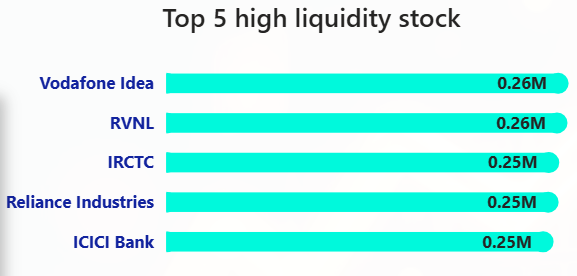 Top 5 high liquidity stock
Vodafone Idea 0.26M
RVNL 0.26M
IRCTC 0.25M
Reliance Industries 0.25M
ICICI Bank 0.25M